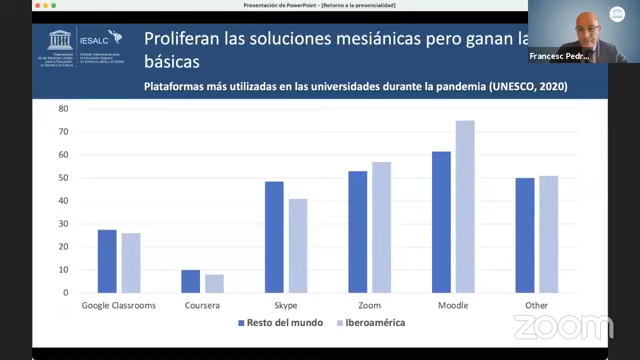 Presentación de PowerPoint - [Retorno a la presencialidad]
unesco
IESALC
Proliferan las soluciones mesiánicas pero ganan la
básicas
Plataformas más utilizadas en las universidades durante la pandemia (UNESCO, 2020)
Francesc Pedr...
80
70
60
50
40
30
20
10
0
Google Classrooms
Coursera
Skype
Zoom
Moodle
Other
Resto del mundo
Iberoamérica
zoom